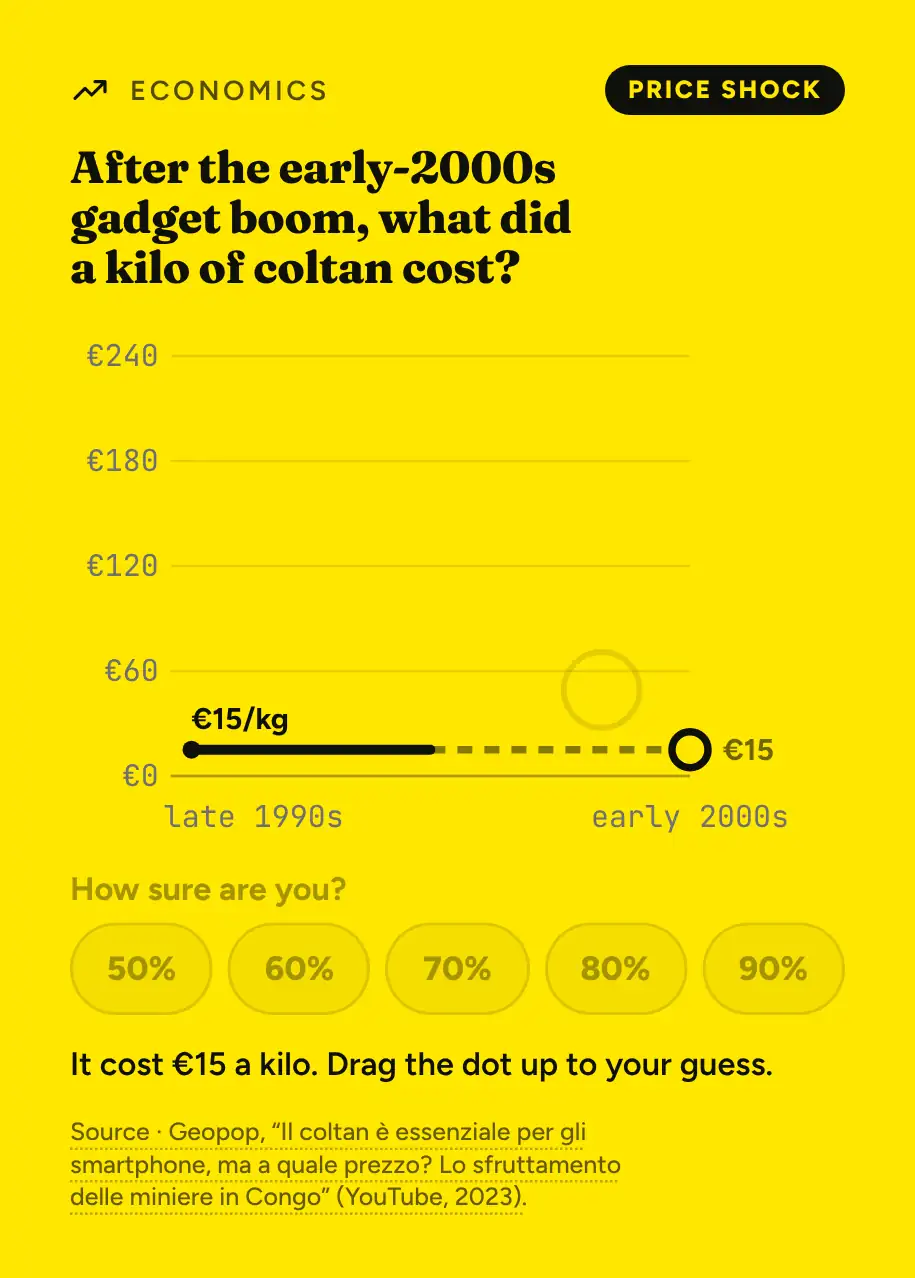 ECONOMICS
PRICE SHOCK
After the early-2000s
gadget boom, what did
a kilo of coltan cost?
€240
€180
€120
€60
€15/kg
€15
€0
late 1990s
early 2000s
How sure are you?
50%
60%
70%
80%
90%
It cost €15 a kilo. Drag the dot up to your guess.
Source · Geopop, “Il coltan è essenziale per gli
smartphone, ma a quale prezzo? Lo sfruttamento
delle miniere in Congo” (YouTube, 2023).